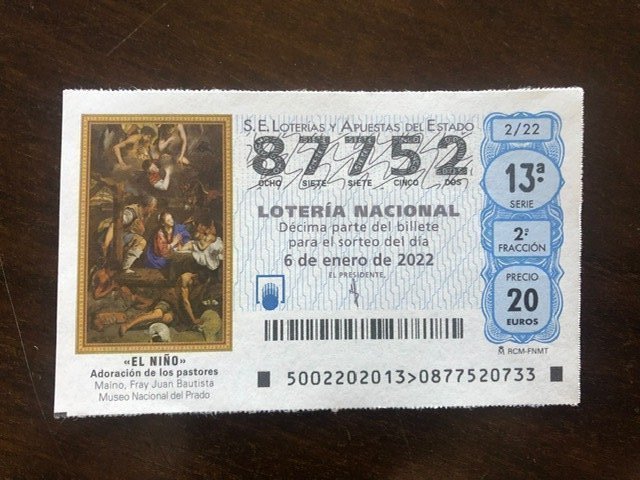 S.E. LOTERIAS Y APUESTAS DEL ESTADO
87752
OCHO SIETE SIETE CINCO DOS
LOTERÍA NACIONAL
Décima parte del billete
para el sorteo del día
6 de enero de 2022
EL PRESIDENTE,
2/22
13ª
SERIE
2ª
FRACCIÓN
PRECIO
20
EUROS
RCM-FNMT
5002202013>0877520733
«EL NIÑO»
Adoración de los pastores
Maino, Fray Juan Bautista
Museo Nacional del Prado